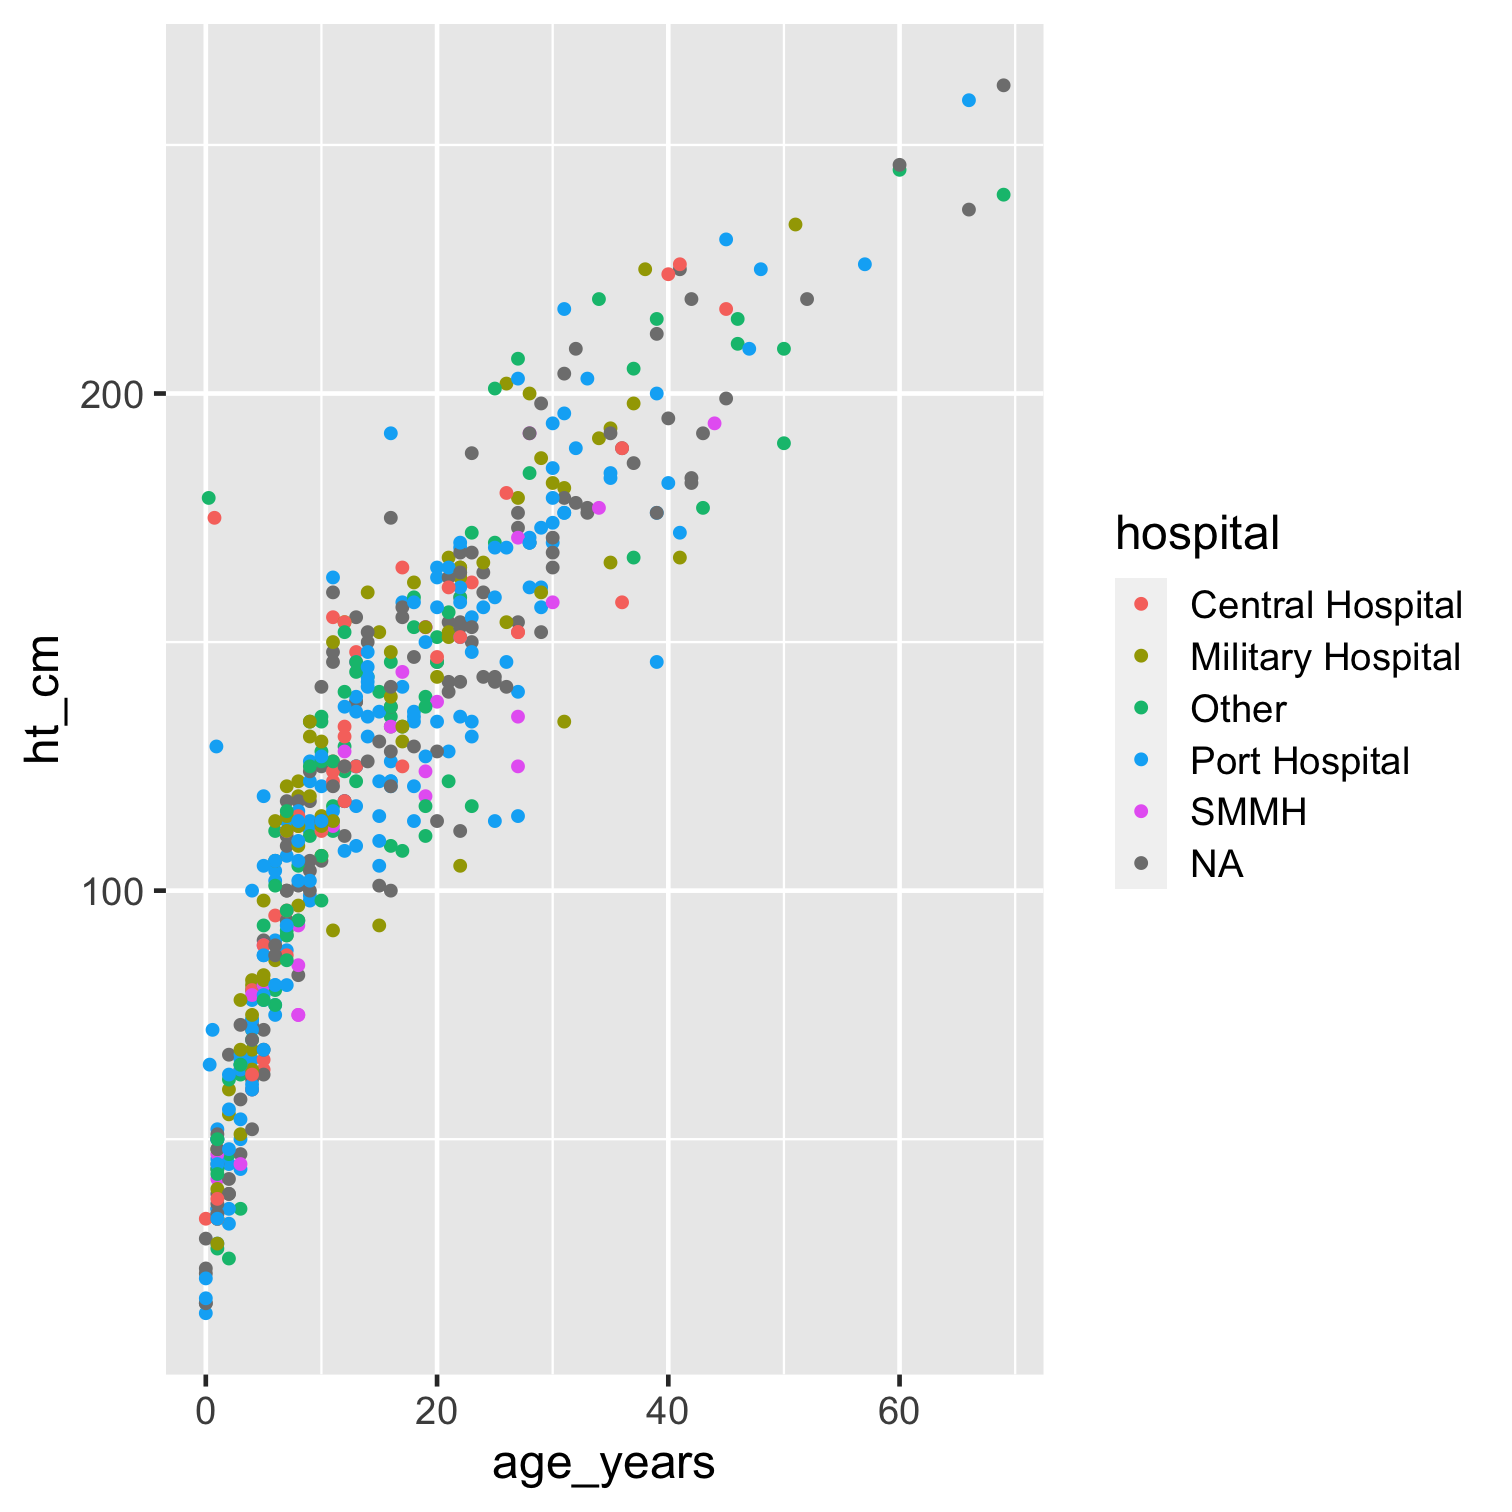 ht_cm
200
100
0
20
40
60
age_years
hospital
Central Hospital
Military Hospital
Other
Port Hospital
SMMH
NA